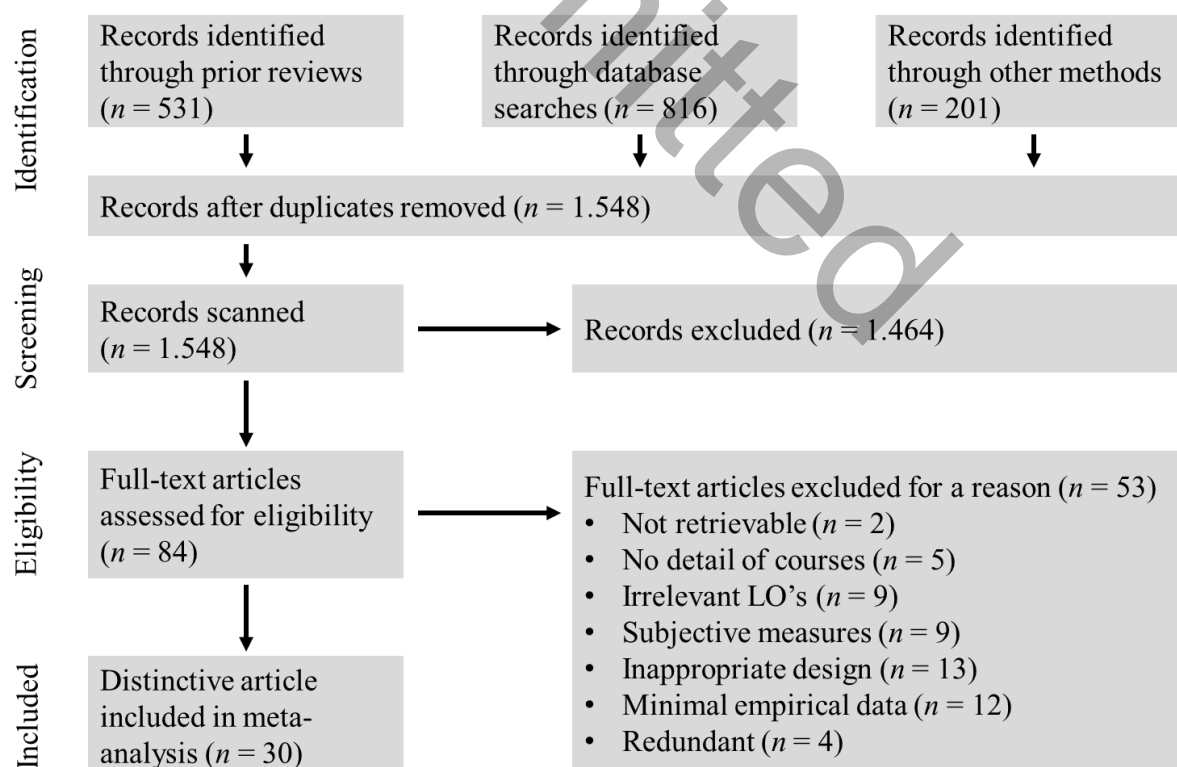 Identification
Records identified
through prior reviews
(n = 531)
Records identified
through database
searches (n = 816)
Records identified
through other methods
(n = 201)
Records after duplicates removed (n = 1.548)
Screening
Records scanned
(n = 1.548)
Records excluded (n = 1.464)
Eligibility
Full-text articles
assessed for eligibility
(n = 84)
Full-text articles excluded for a reason (n = 53)
• Not retrievable (n = 2)
• No detail of courses (n = 5)
• Irrelevant LO's (n = 9)
• Subjective measures (n = 9)
• Inappropriate design (n = 13)
• Minimal empirical data (n = 12)
• Redundant (n = 4)
Included
Distinctive article
included in meta-
analysis (n = 30)